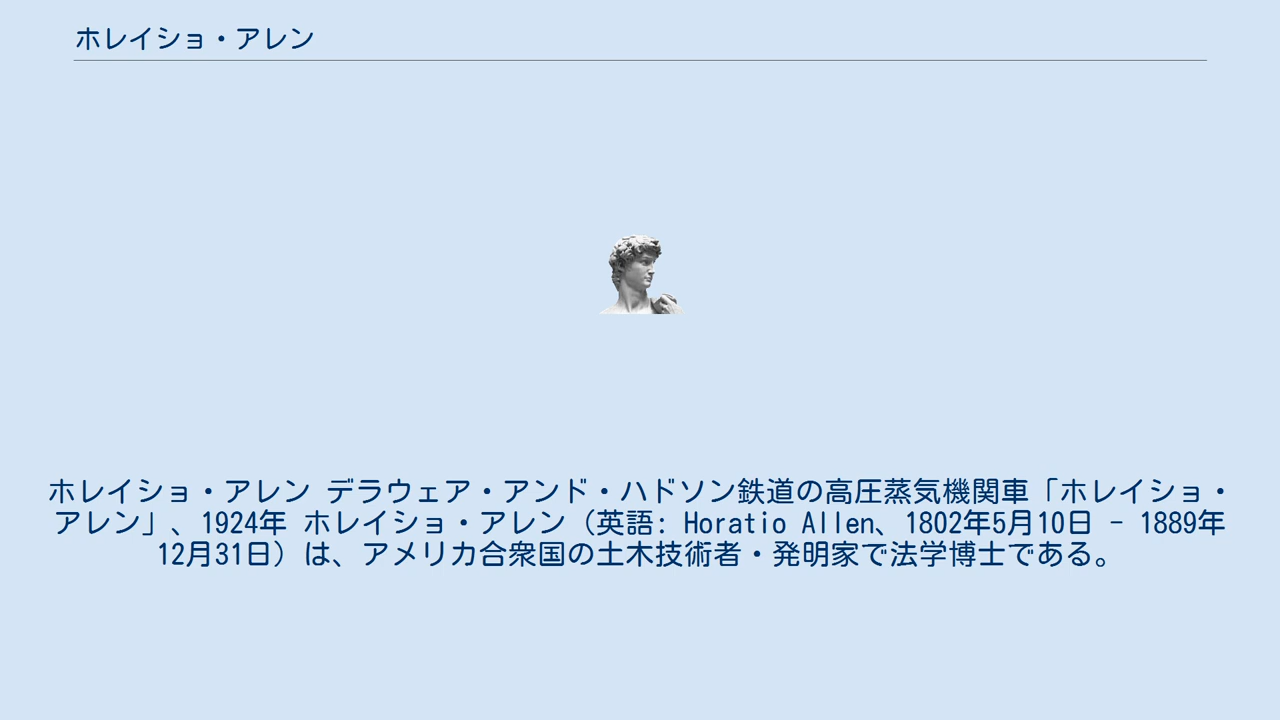 ホレイショ・アレン
ホレイショ・アレン デラウェア・アンド・ハドソン鉄道の高圧蒸気機関車「ホレイショ・
アレン」、1924年 ホレイショ・アレン（英語: Horatio Allen、1802年5月10日 - 1889年
12月31日）は、アメリカ合衆国の土木技術者・発明家で法学博士である。